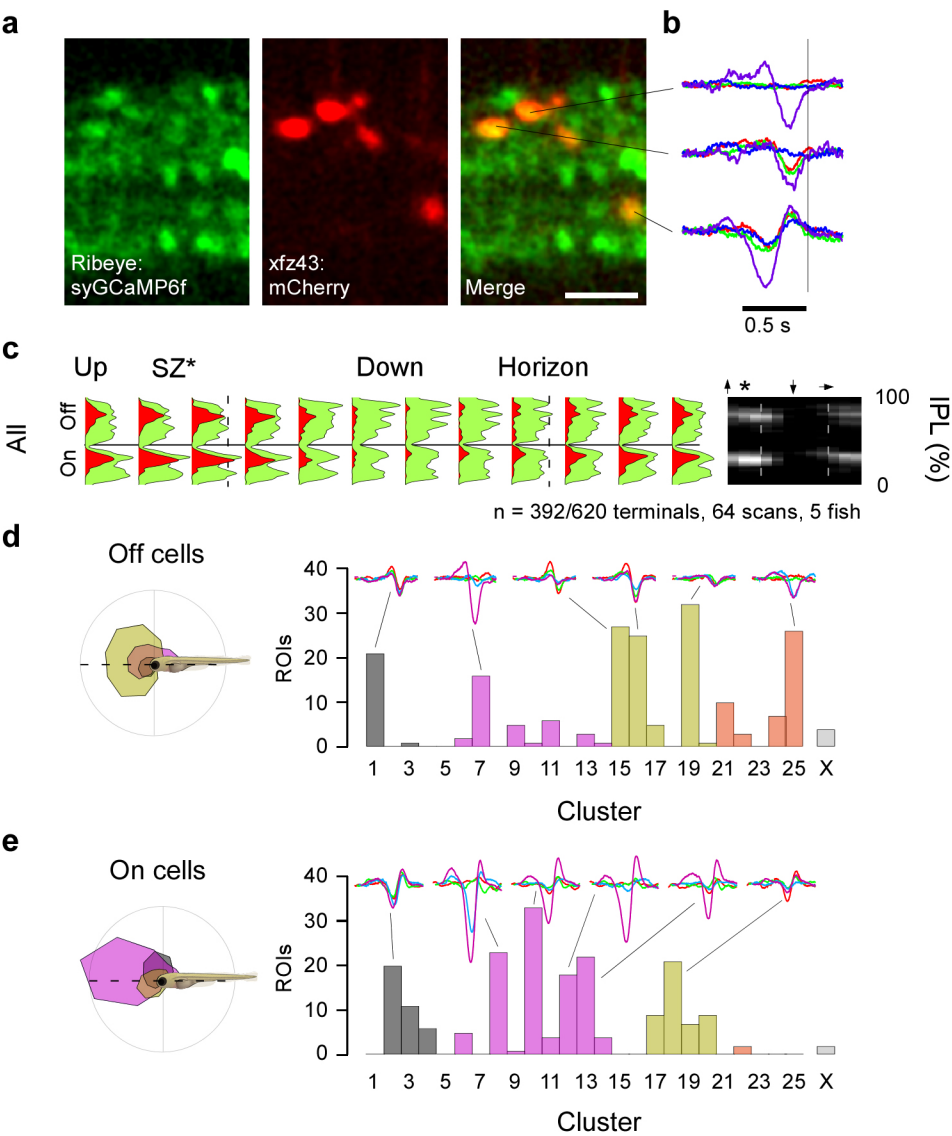 a
b
Ribeye:
syGCaMP6f
xfz43:
mCherry
Merge
0.5 s
c
Up SZ* Down Horizon
All
Off
On
*
100
0
IPL (%)
n = 392/620 terminals, 64 scans, 5 fish
d
Off cells
ROIs
40
30
20
10
0
1 3 5 7 9 11 13 15 17 19 21 23 25 X
Cluster
e
On cells
ROIs
40
30
20
10
0
1 3 5 7 9 11 13 15 17 19 21 23 25 X
Cluster